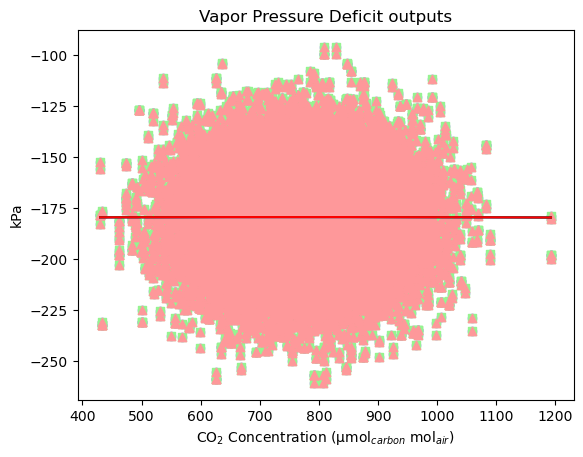 Vapor Pressure Deficit outputs
−100
−125
−150
−175
−200
−225
−250
kPa
400 500 600 700 800 900 1000 1100 1200
CO₂ Concentration (μmol_carbon mol_air)